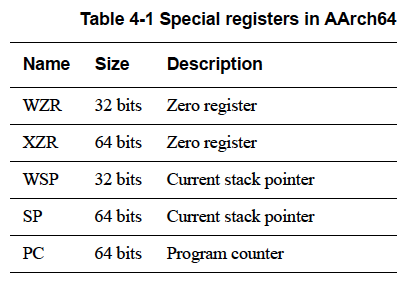 Table 4-1 Special registers in AArch64
Name Size Description
WZR 32 bits Zero register
XZR 64 bits Zero register
WSP 32 bits Current stack pointer
SP 64 bits Current stack pointer
PC 64 bits Program counter